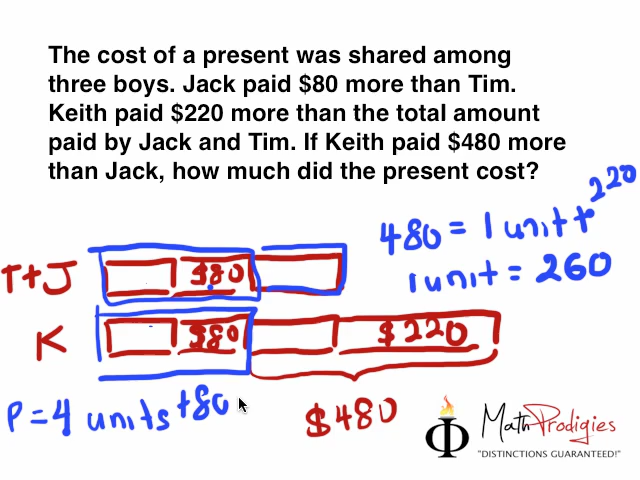 The cost of a present was shared among
three boys. Jack paid $80 more than Tim.
Keith paid $220 more than the total amount
paid by Jack and Tim. If Keith paid $480 more
than Jack, how much did the present cost?
480 = 1 unit + 220
1 unit = 260
T+J $80
K $80 $220
P = 4 units +80
$480
Math Prodigies
"DISTINCTIONS GUARANTEED!"